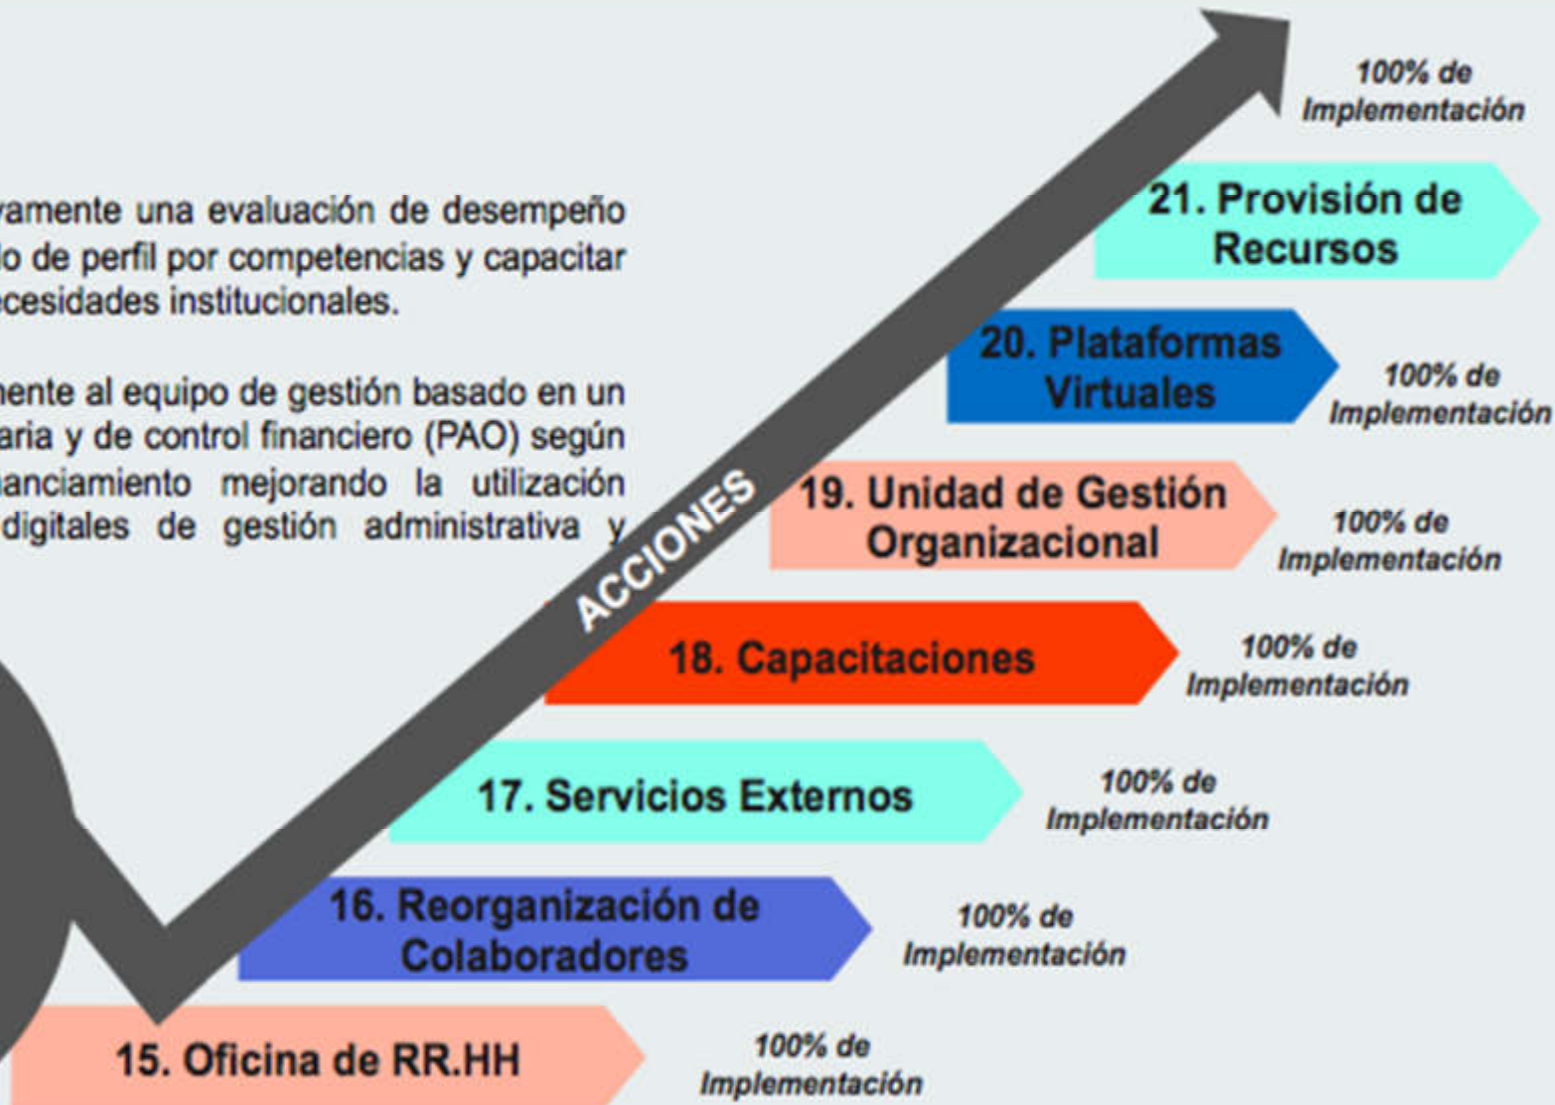 vamente una evaluación de desempeño
lo de perfil por competencias y capacitar
ecesidades institucionales.
mente al equipo de gestión basado en un
aria y de control financiero (PAO) según
nanciamiento mejorando la utilización
digitales de gestión administrativa y
ACCIONES
100% de
Implementación
21. Provisión de
Recursos
20. Plataformas
Virtuales
100% de
Implementación
19. Unidad de Gestión
Organizacional
100% de
Implementación
18. Capacitaciones
100% de
Implementación
17. Servicios Externos
100% de
Implementación
16. Reorganización de
Colaboradores
100% de
Implementación
15. Oficina de RR.HH
100% de
Implementación